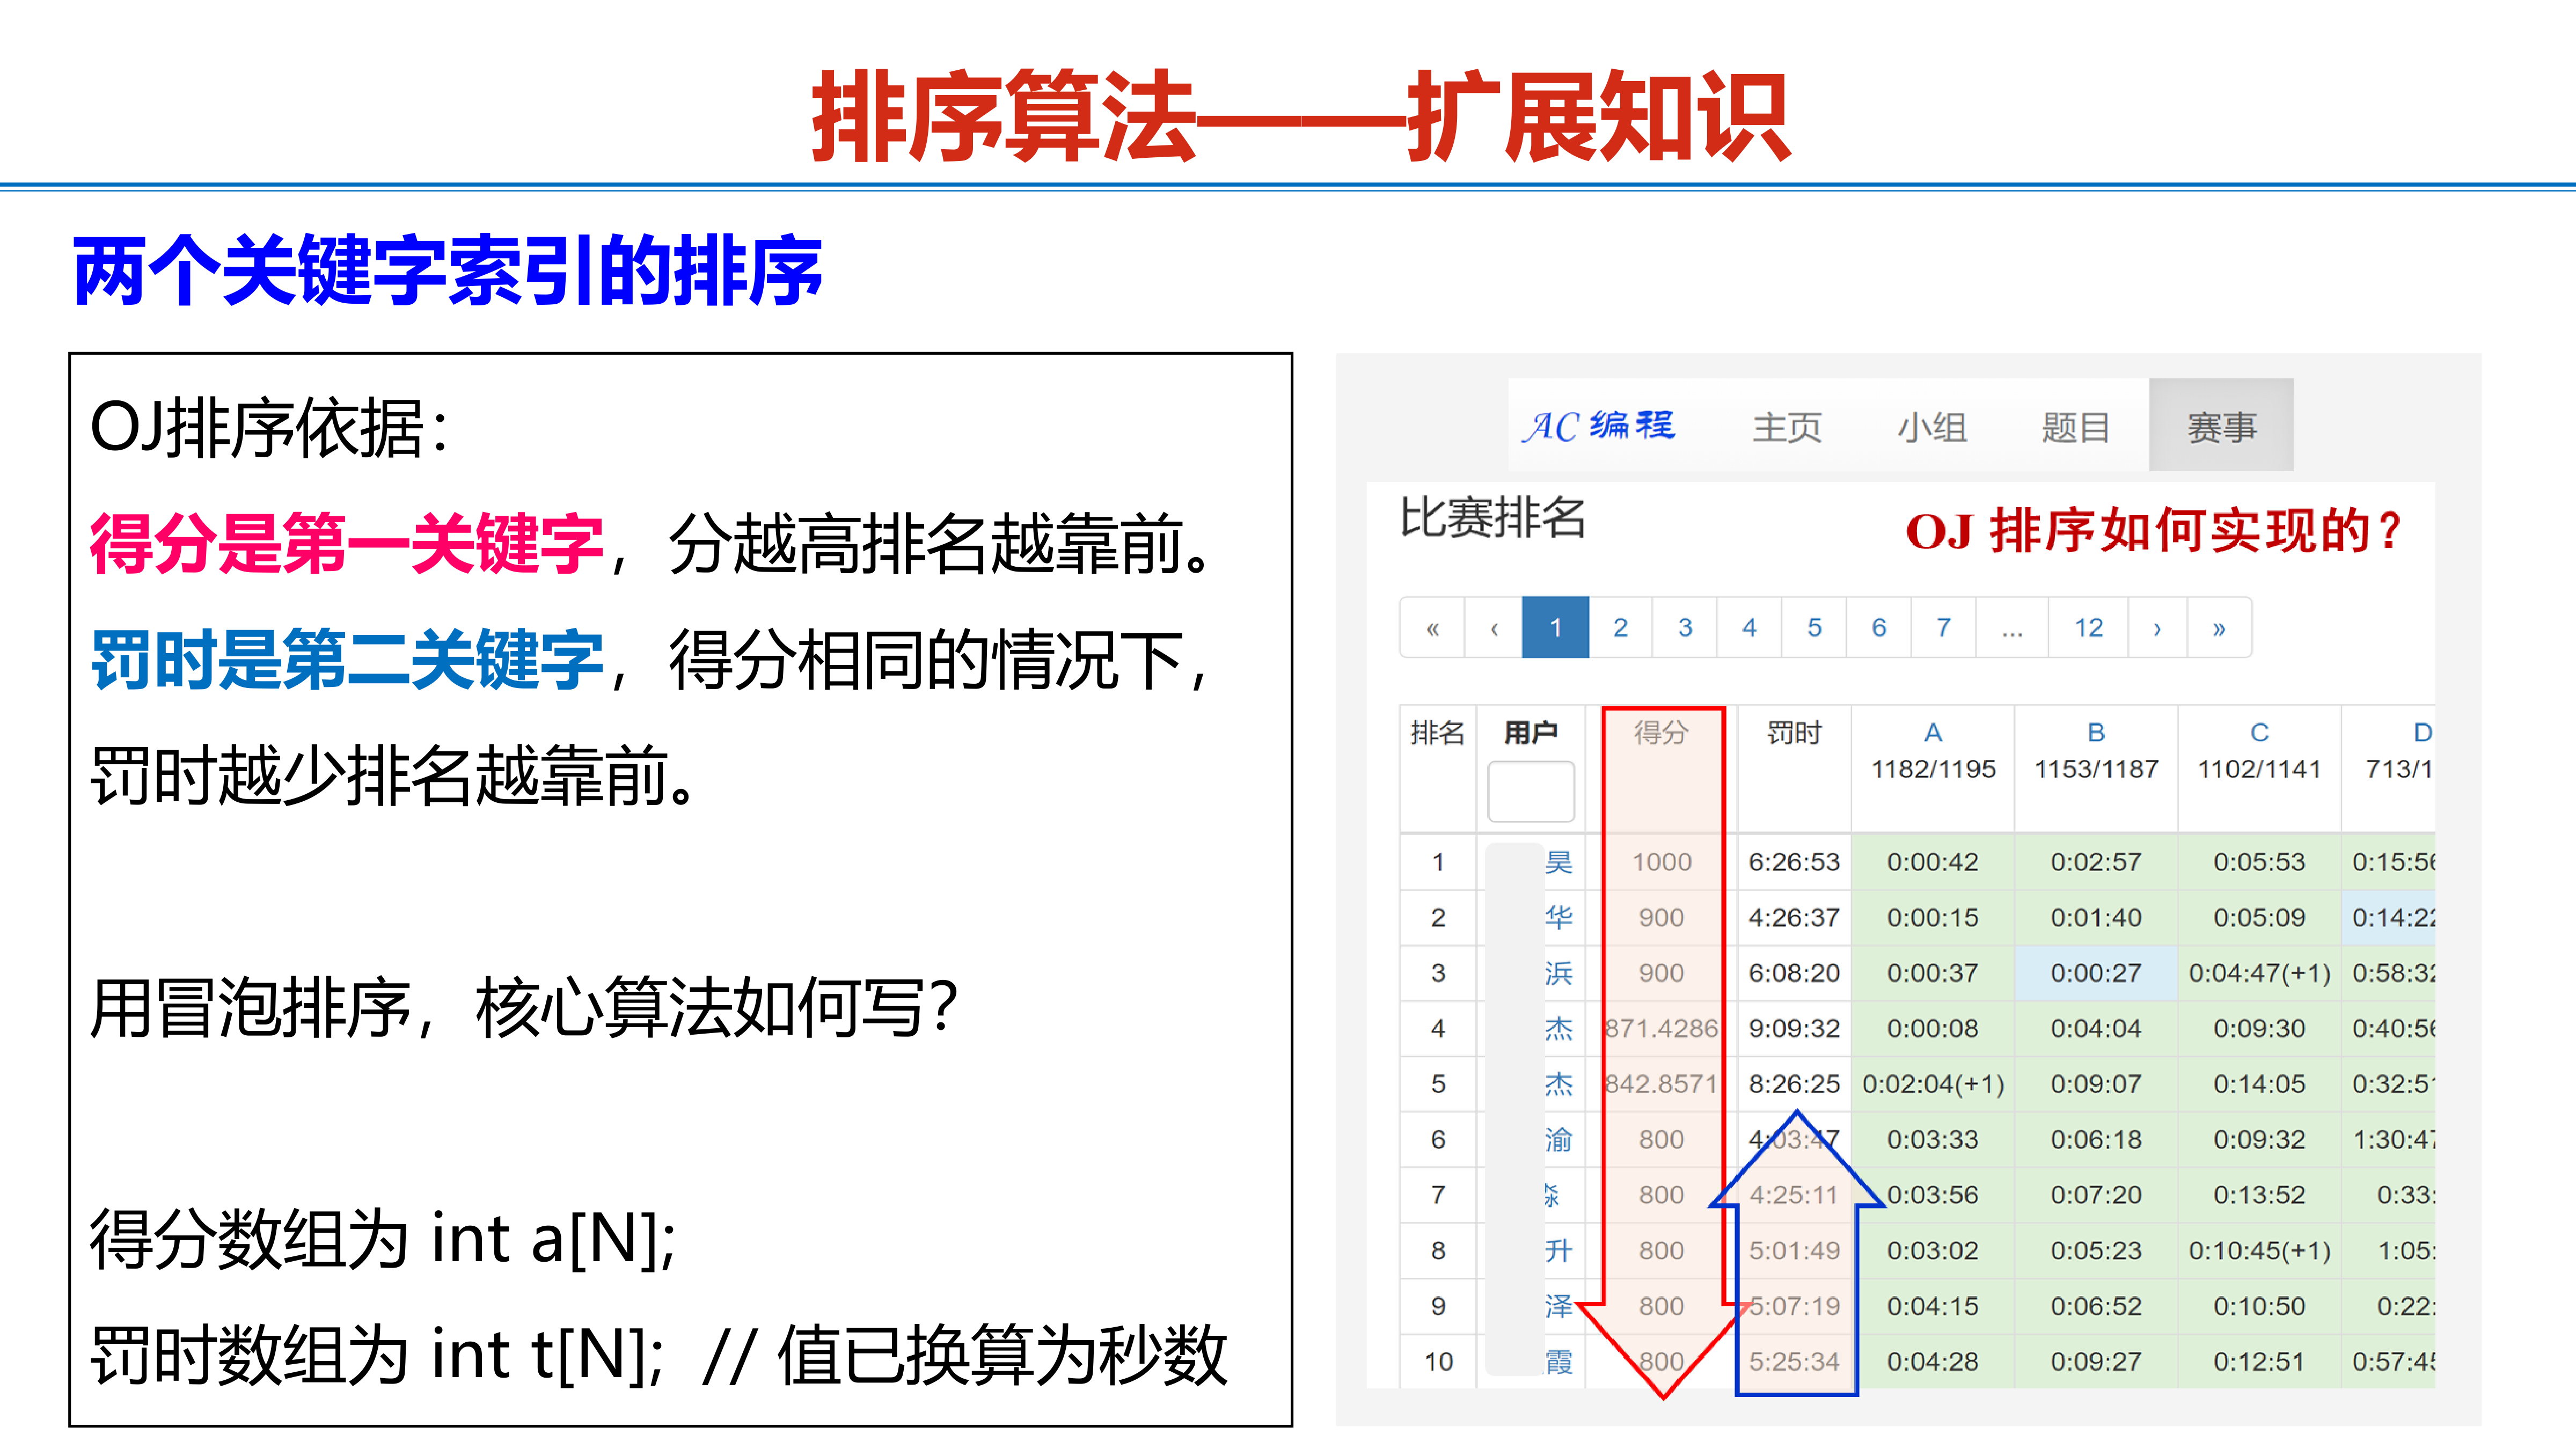 排序算法——扩展知识
两个关键字索引的排序
OJ排序依据：
得分是第一关键字，分越高排名越靠前。
罚时是第二关键字，得分相同的情况下，
罚时越少排名越靠前。
用冒泡排序，核心算法如何写？
得分数组为 int a[N];
罚时数组为 int t[N]; // 值已换算为秒数
AC 编程 主页 小组 题目 赛事
比赛排名
OJ 排序如何实现的？
« ‹ 1 2 3 4 5 6 7 ... 12 › »
排名 用户 得分 罚时 A B C D
1182/1195 1153/1187 1102/1141 713/1
1 昊 1000 6:26:53 0:00:42 0:02:57 0:05:53 0:15:56
2 华 900 4:26:37 0:00:15 0:01:40 0:05:09 0:14:22
3 浜 900 6:08:20 0:00:37 0:00:27 0:04:47(+1) 0:58:32
4 杰 871.4286 9:09:32 0:00:08 0:04:04 0:09:30 0:40:56
5 杰 842.8571 8:26:25 0:02:04(+1) 0:09:07 0:14:05 0:32:51
6 渝 800 4:03:47 0:03:33 0:06:18 0:09:32 1:30:47
7 800 4:25:11 0:03:56 0:07:20 0:13:52 0:33:
8 升 800 5:01:49 0:03:02 0:05:23 0:10:45(+1) 1:05:
9 泽 800 5:07:19 0:04:15 0:06:52 0:10:50 0:22:
10 霞 800 5:25:34 0:04:28 0:09:27 0:12:51 0:57:45